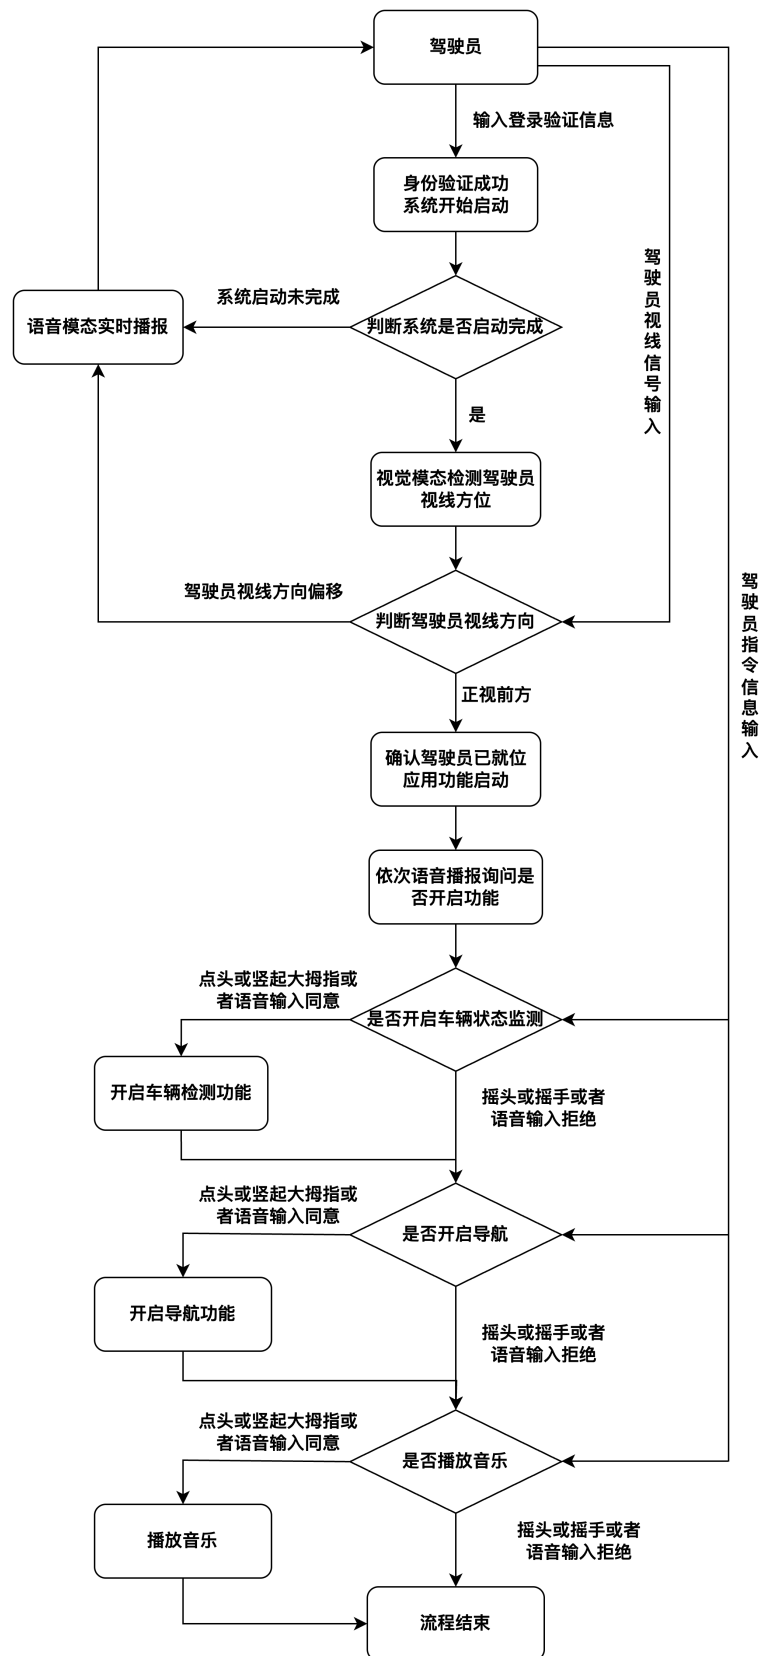 驾驶员
输入登录验证信息
身份验证成功
系统开始启动
系统启动未完成
语音模态实时播报
判断系统是否启动完成
驾驶员视线信号输入
是
视觉模态检测驾驶员
视线方位
驾驶员视线方向偏移
判断驾驶员视线方向
驾驶员指令信息输入
正视前方
确认驾驶员已就位
应用功能启动
依次语音播报询问是
否开启功能
点头或竖起大拇指或
者语音输入同意
是否开启车辆状态监测
开启车辆检测功能
摇头或摇手或者
语音输入拒绝
点头或竖起大拇指或
者语音输入同意
是否开启导航
开启导航功能
摇头或摇手或者
语音输入拒绝
点头或竖起大拇指或
者语音输入同意
是否播放音乐
播放音乐
摇头或摇手或者
语音输入拒绝
流程结束